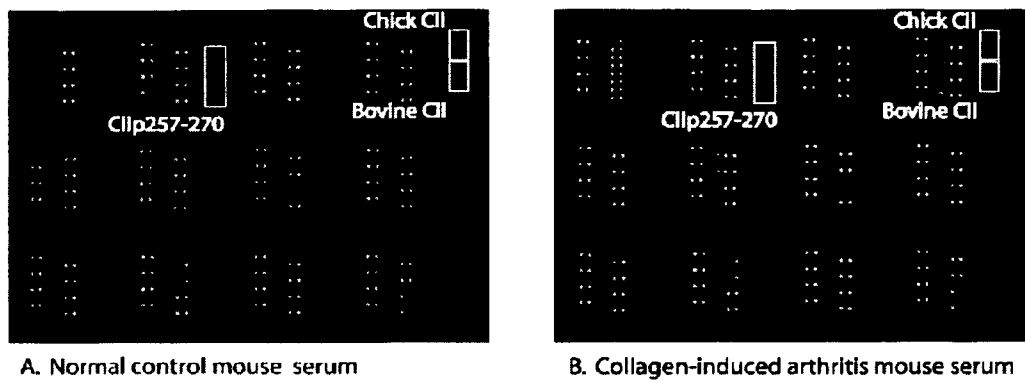 Chick CII
CIIp257-270
Bovine CII
A. Normal control mouse serum
Chick CII
CIIp257-270
Bovine CII
B. Collagen-induced arthritis mouse serum